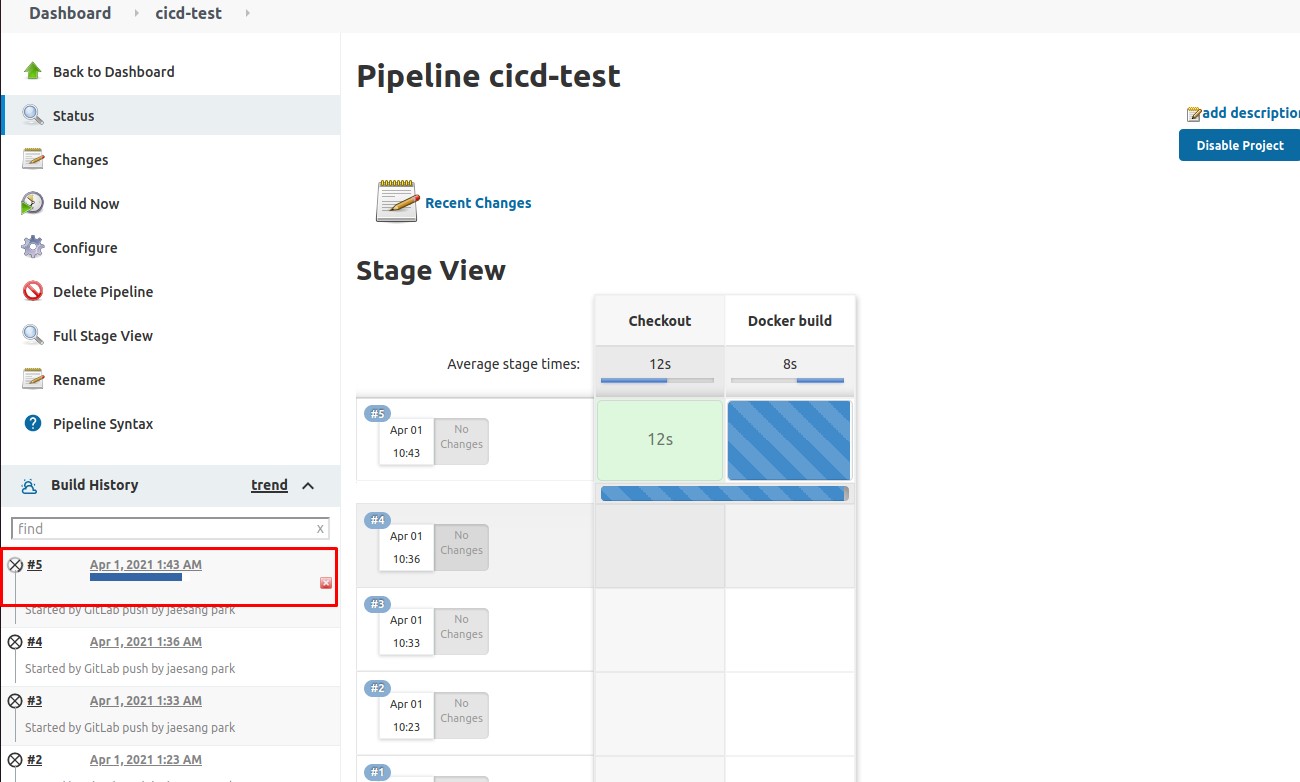 Dashboard cicd-test
Back to Dashboard
Status
Changes
Build Now
Configure
Delete Pipeline
Full Stage View
Rename
? Pipeline Syntax
Build History trend
find x
#5 Apr 1, 2021 1:43 AM
Started by GitLab push by jaesang park
#4 Apr 1, 2021 1:36 AM
Started by GitLab push by jaesang park
#3 Apr 1, 2021 1:33 AM
Started by GitLab push by jaesang park
#2 Apr 1, 2021 1:23 AM
Pipeline cicd-test
add description
Disable Project
Recent Changes
Stage View
Checkout Docker build
Average stage times: 12s 8s
#5
Apr 01
10:43
No
Changes
12s
#4
Apr 01
10:36
No
Changes
#3
Apr 01
10:33
No
Changes
#2
Apr 01
10:23
No
Changes
#1